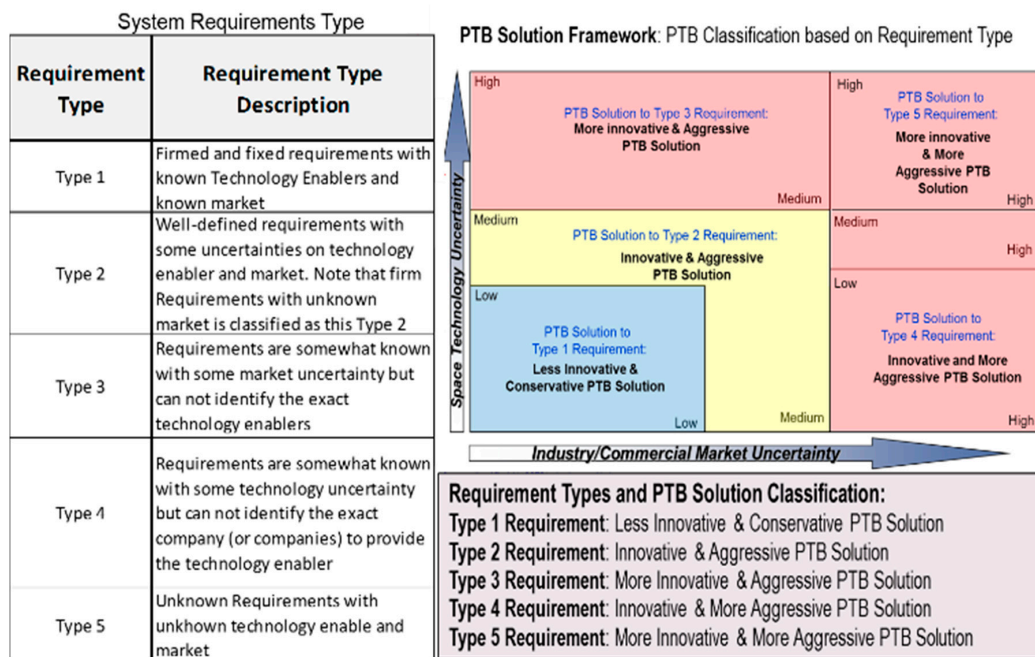 System Requirements Type
Requirement
Type
Requirement Type
Description
Type 1
Firmed and fixed requirements with
known Technology Enablers and
known market
Type 2
Well-defined requirements with
some uncertainties on technology
enabler and market. Note that firm
Requirements with unknown
market is classified as this Type 2
Type 3
Requirements are somewhat known
with some market uncertainty but
can not identify the exact
technology enablers
Type 4
Requirements are somewhat known
with some technology uncertainty
but can not identify the exact
company (or companies) to provide
the technology enabler
Type 5
Unknown Requirements with
unkhown technology enable and
market
PTB Solution Framework: PTB Classification based on Requirement Type
Space Technology Uncertainty
High
PTB Solution to Type 3 Requirement:
More innovative & Aggressive
PTB Solution
Medium
High
PTB Solution to
Type 5 Requirement:
More innovative
& More
Aggressive PTB
Solution
High
Medium
PTB Solution to Type 2 Requirement:
Innovative & Aggressive
PTB Solution
Medium
Medium
High
Low
PTB Solution to
Type 1 Requirement:
Less Innovative &
Conservative PTB Solution
Low
Low
PTB Solution to
Type 4 Requirement:
Innovative and More
Aggressive PTB Solution
High
Industry/Commercial Market Uncertainty
Requirement Types and PTB Solution Classification:
Type 1 Requirement: Less Innovative & Conservative PTB Solution
Type 2 Requirement: Innovative & Aggressive PTB Solution
Type 3 Requirement: More Innovative & Aggressive PTB Solution
Type 4 Requirement: Innovative & More Aggressive PTB Solution
Type 5 Requirement: More Innovative & More Aggressive PTB Solution